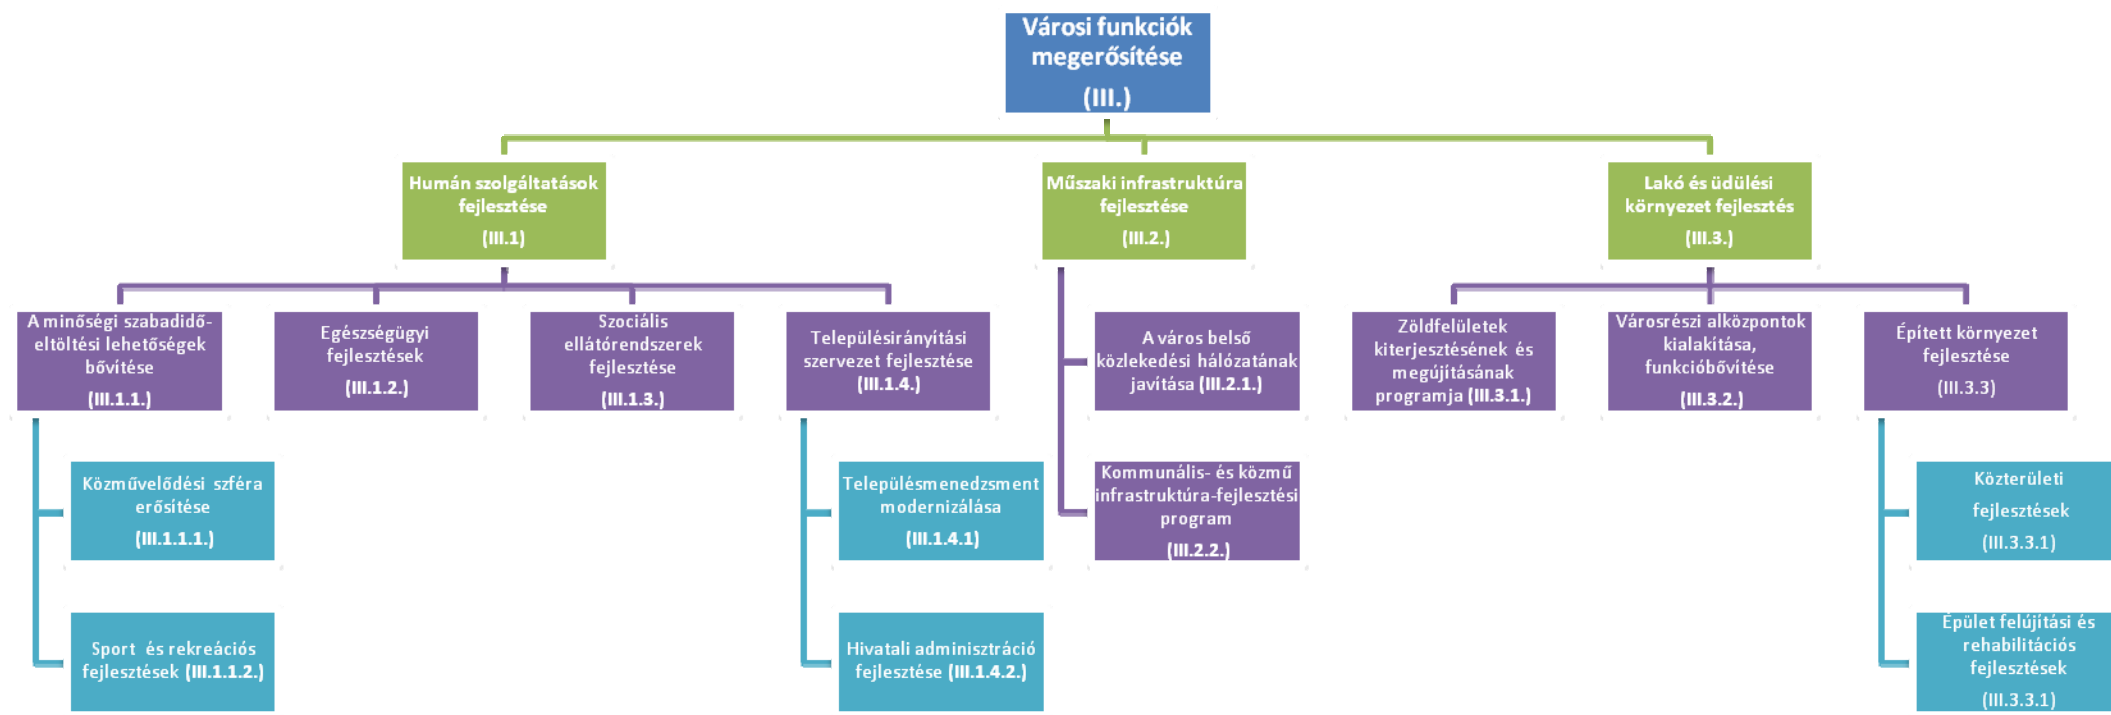 Városi funkciók
megerősítése
(III.)
Humán szolgáltatások
fejlesztése
(III.1)
Műszaki infrastruktúra
fejlesztése
(III.2.)
Lakó és üdülési
környezet fejlesztés
(III.3.)
A minőségi szabadidő-
eltöltési lehetőségek
bővítése
(III.1.1.)
Egészségügyi
fejlesztések
(III.1.2.)
Szociális
ellátórendszerek
fejlesztése
(III.1.3.)
Településirányítási
szervezet fejlesztése
(III.1.4.)
A város belső
közlekedési hálózatának
javítása (III.2.1.)
Zöldfelületek
kiterjesztésének és
megújításának
programja (III.3.1.)
Városrészi alközpontok
kialakítása,
funkcióbővítése
(III.3.2.)
Épített környezet
fejlesztése
(III.3.3)
Közművelődési szféra
erősítése
(III.1.1.1.)
Településmenedzsment
modernizálása
(III.1.4.1)
Kommunális- és közmű
infrastruktúra-fejlesztési
program
(III.2.2.)
Közterületi
fejlesztések
(III.3.3.1)
Sport és rekreációs
fejlesztések (III.1.1.2.)
Hivatali adminisztráció
fejlesztése (III.1.4.2.)
Épület felújítási és
rehabilitációs
fejlesztések
(III.3.3.1)